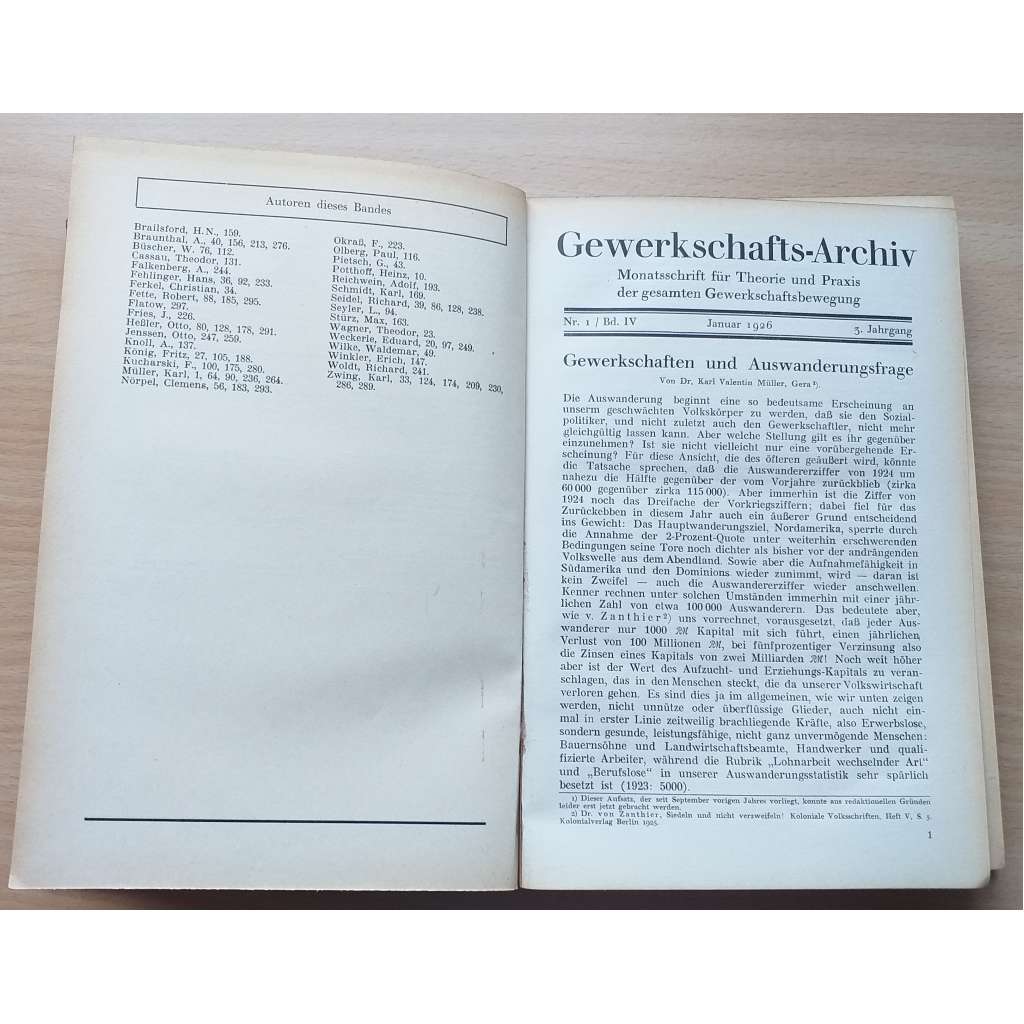 Autoren dieses Bandes
Brailsford, H. N., 159.
Braunthal, A., 40, 156, 213, 276.
Büscher, W. 76, 112.
Cassau, Theodor, 131.
Falkenberg, A., 244.
Fehlinger, Hans, 36, 92, 233.
Ferkel, Christian, 34.
Fette, Robert, 88, 185, 295.
Flatow, 297.
Fries, J., 226.
Heßler, Otto, 80, 128, 178, 291.
Jenssen, Otto, 247, 259.
Knoll, A., 137.
König, Fritz, 27, 105, 188.
Kucharski, F., 100, 175, 280.
Müller, Karl, 1, 64, 90, 236, 264.
Nörpel, Clemens, 56, 183, 293.
Okraß, F., 223.
Olberg, Paul, 116.
Pietsch, G., 43.
Potthoff, Heinz, 10.
Reichwein, Adolf, 193.
Schmidt, Karl, 169.
Seidel, Richard, 39, 86, 128, 238.
Seyler, L., 94.
Stürz, Max, 163.
Wagner, Theodor, 23.
Weckerle, Eduard, 20, 97, 249.
Wilke, Waldemar, 49.
Winkler, Erich, 147.
Woldt, Richard, 241.
Zwing, Karl, 33, 124, 174, 209, 230,
286, 289.
Gewerkschafts-Archiv
Monatsschrift für Theorie und Praxis
der gesamten Gewerkschaftsbewegung
Nr. 1 / Bd. IV Januar 1926 3. Jahrgang
Gewerkschaften und Auswanderungsfrage
Von Dr. Karl Valentin Müller, Gera ¹).
Die Auswanderung beginnt eine so bedeutsame Erscheinung an
unserm geschwächten Volkskörper zu werden, daß sie den Sozial-
politiker, und nicht zuletzt auch den Gewerkschaftler, nicht mehr
gleichgültig lassen kann. Aber welche Stellung gilt es ihr gegenüber
einzunehmen? Ist sie nicht vielleicht nur eine vorübergehende Er-
scheinung? Für diese Ansicht, die des öfteren geäußert wird, könnte
die Tatsache sprechen, daß die Auswandererziffer von 1924 um
nahezu die Hälfte gegenüber der vom Vorjahre zurückblieb (zirka
60 000 gegenüber zirka 115 000). Aber immerhin ist die Ziffer von
1924 noch das Dreifache der Vorkriegsziffern; dabei fiel für das
Zurückebben in diesem Jahr auch ein äußerer Grund entscheidend
ins Gewicht: Das Hauptwanderungsziel, Nordamerika, sperrte durch
die Annahme der 2-Prozent-Quote unter weiterhin erschwerenden
Bedingungen seine Tore noch dichter als bisher vor der andrängenden
Volkswelle aus dem Abendland. Sowie aber die Aufnahmefähigkeit in
Südamerika und den Dominions wieder zunimmt, wird — daran ist
kein Zweifel — auch die Auswandererziffer wieder anschwellen.
Kenner rechnen unter solchen Umständen immerhin mit einer jähr-
lichen Zahl von etwa 100 000 Auswanderern. Das bedeutete aber,
wie v. Zanthier ²) uns vorrechnet, vorausgesetzt, daß jeder Aus-
wanderer nur 1000 RM Kapital mit sich führt, einen jährlichen
Verlust von 100 Millionen RM, bei fünfprozentiger Verzinsung also
die Zinsen eines Kapitals von zwei Milliarden RM! Noch weit höher
aber ist der Wert des Aufzucht- und Erziehungs-Kapitals zu veran-
schlagen, das in den Menschen steckt, die da unserer Volkswirtschaft
verloren gehen. Es sind dies ja im allgemeinen, wie wir unten zeigen
werden, nicht unnütze oder überflüssige Glieder, auch nicht ein-
mal in erster Linie zeitweilig brachliegende Kräfte, also Erwerbslose,
sondern gesunde, leistungsfähige, nicht ganz unvermögende Menschen:
Bauernsöhne und Landwirtschaftsbeamte, Handwerker und quali-
fizierte Arbeiter, während die Rubrik „Lohnarbeit wechselnder Art“
und „Berufslose“ in unserer Auswanderungsstatistik sehr spärlich
besetzt ist (1923: 5000).
1) Dieser Aufsatz, der seit September vorigen Jahres vorliegt, konnte aus redaktionellen Gründen
leider erst jetzt gebracht werden.
2) Dr. von Zanthier, Siedeln und nicht verzweifeln! Koloniale Volksschriften, Heft V, S. 5.
Kolonialverlag Berlin 1925.
1